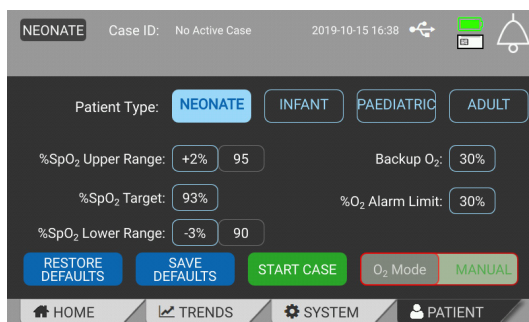 NEONATE Case ID: No Active Case 2019-10-15 16:38
Patient Type: NEONATE INFANT PAEDIATRIC ADULT
%SpO₂ Upper Range: +2% 95 Backup O₂: 30%
%SpO₂ Target: 93% %O₂ Alarm Limit: 30%
%SpO₂ Lower Range: -3% 90
RESTORE DEFAULTS SAVE DEFAULTS START CASE O₂ Mode MANUAL
HOME TRENDS SYSTEM PATIENT